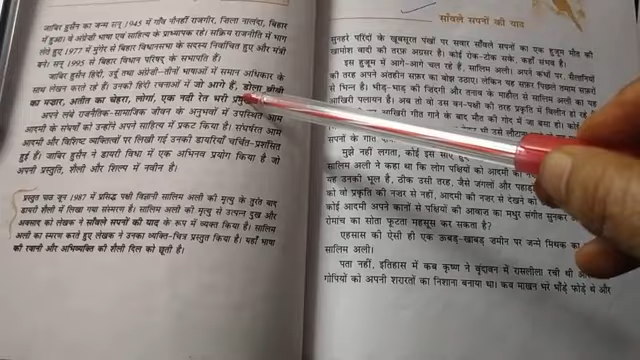 जाबिर हुसैन का जन्म सन् 1945 में गाँव नौनहीं राजगीर, जिला नालंदा, बिहार
में हुआ। वे अंग्रेज़ी भाषा एवं साहित्य के प्राध्यापक रहे। सक्रिय राजनीति में भाग
लेते हुए 1977 में मुंगेर से बिहार विधानसभा के सदस्य निर्वाचित हुए और मंत्री
बने। सन् 1995 से बिहार विधान परिषद् के सभापति हैं।
जाबिर हुसैन हिंदी, उर्दू तथा अंग्रेज़ी–तीनों भाषाओं में समान अधिकार के
साथ लेखन करते रहे हैं। उनकी हिंदी रचनाओं में जो आगे हैं, डोला बीबी
का मज़ार, अतीत का चेहरा, लोगां, एक नदी रेत भरी
अपने लंबे राजनैतिक-सामाजिक जीवन के अनुभवों में उपस्थित आम
आदमी के संघर्षों को उन्होंने अपने साहित्य में प्रकट किया है। संघर्षरत आम
आदमी और विशिष्ट व्यक्तित्वों पर लिखी गई उनकी डायरियाँ चर्चित-प्रशंसित
हुई हैं। जाबिर हुसैन ने डायरी विधा में एक अभिनव प्रयोग किया है जो
अपनी प्रस्तुति, शैली और शिल्प में नवीन है।
प्रस्तुत पाठ जून 1987 में प्रसिद्ध पक्षी विज्ञानी सालिम अली की मृत्यु के तुरंत बाद
डायरी शैली में लिखा गया संस्मरण है। सालिम अली की मृत्यु से उत्पन्न दुख और
अवसाद को लेखक ने साँवले सपनों की याद के रूप में व्यक्त किया है। सालिम
अली का स्मरण करते हुए लेखक ने उनका व्यक्ति-चित्र प्रस्तुत किया है। यहाँ भाषा
की रवानी और अभिव्यक्ति की शैली दिल को छूती है।
साँवले सपनों की याद
सुनहरे परिंदों के खूबसूरत पंखों पर सवार साँवले सपनों का एक हुजूम मौत की
खामोश वादी की तरफ़ अग्रसर है। कोई रोक-टोक सके, कहाँ संभव है।
इस हुजूम में आगे-आगे चल रहे हैं, सालिम अली। अपने कंधों पर, सैलानियों
की तरह अपने अंतहीन सफ़र का बोझ उठाए। लेकिन यह सफ़र पिछले तमाम सफ़रों
से भिन्न है। भीड़-भाड़ की ज़िंदगी और तनाव के माहौल से सालिम अली का यह
आखिरी पलायन है। अब तो वो उस वन-पक्षी की तरह प्रकृति में विलीन हो रहे
आखिरी गीत गाने के बाद मौत की गोद में जा बसा हो। कोई
भी उसे
सपनों के गीत
मुझे नहीं लगता, कोई इस
अली ने कहा था कि लोग पक्षियों को आदमी की
यह उनकी भूल है, ठीक उसी तरह, जैसे जंगलों और
को वो प्रकृति की नज़र से नहीं, आदमी की नज़र से देखने को
कोई आदमी अपने कानों से पक्षियों की आवाज़ का मधुर संगीत सुनकर
रोमांच का सोता फूटता महसूस कर सकता है?
एहसास की ऐसी ही एक ऊबड़-खाबड़ ज़मीन पर जन्मे मिथक का
सालिम अली।
पता नहीं, इतिहास में कब कृष्ण ने वृंदावन में रासलीला रची थी
गोपियों को अपनी शरारतों का निशाना बनाया था। कब माखन भरे भाँड़े फोड़े थे और